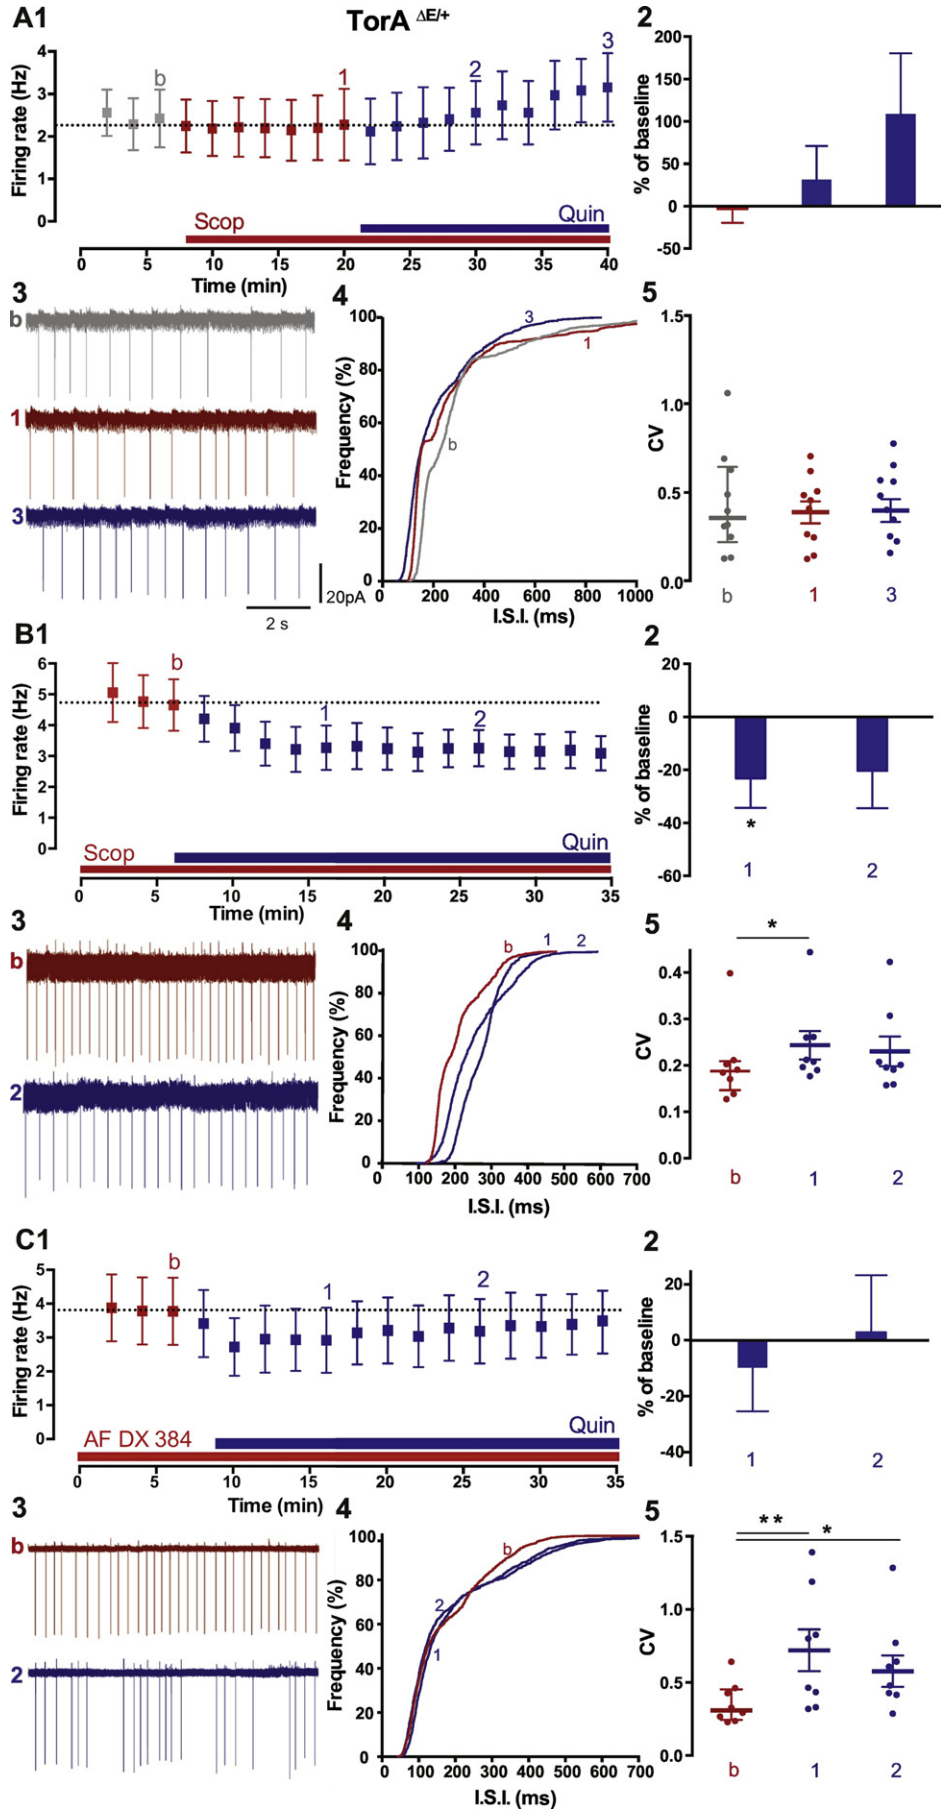 A1 TorA ΔE/+ 2
Firing rate (Hz)
4
3
2
1
0
b 1 2 3
Scop
Quin
0 5 10 15 20 25 30 35 40
Time (min)
% of baseline
200
150
100
50
0
-50
3 4 5
b
1
3
20pA
2 s
Frequency (%)
100
80
60
40
20
0
3
1
b
200 400 600 800 1000
I.S.I. (ms)
CV
1.5
1.0
0.5
0.0
b 1 3
B1 2
Firing rate (Hz)
6
5
4
3
2
1
0
b 1 2
Scop
Quin
0 5 10 15 20 25 30 35
Time (min)
% of baseline
20
0
-20
-40
-60
*
1 2
3 4 5
b
2
Frequency (%)
100
80
60
40
20
0
b 1 2
0 100 200 300 400 500 600 700
I.S.I. (ms)
CV
0.4
0.3
0.2
0.1
0.0
*
b 1 2
C1 2
Firing rate (Hz)
5
4
3
2
1
0
b 1 2
AF DX 384
Quin
0 5 10 15 20 25 30 35
Time (min)
% of baseline
20
0
-20
-40
1 2
3 4 5
b
2
Frequency (%)
100
80
60
40
20
0
b
2
1
0 100 200 300 400 500 600 700
I.S.I. (ms)
CV
1.5
1.0
0.5
0.0
** *
b 1 2